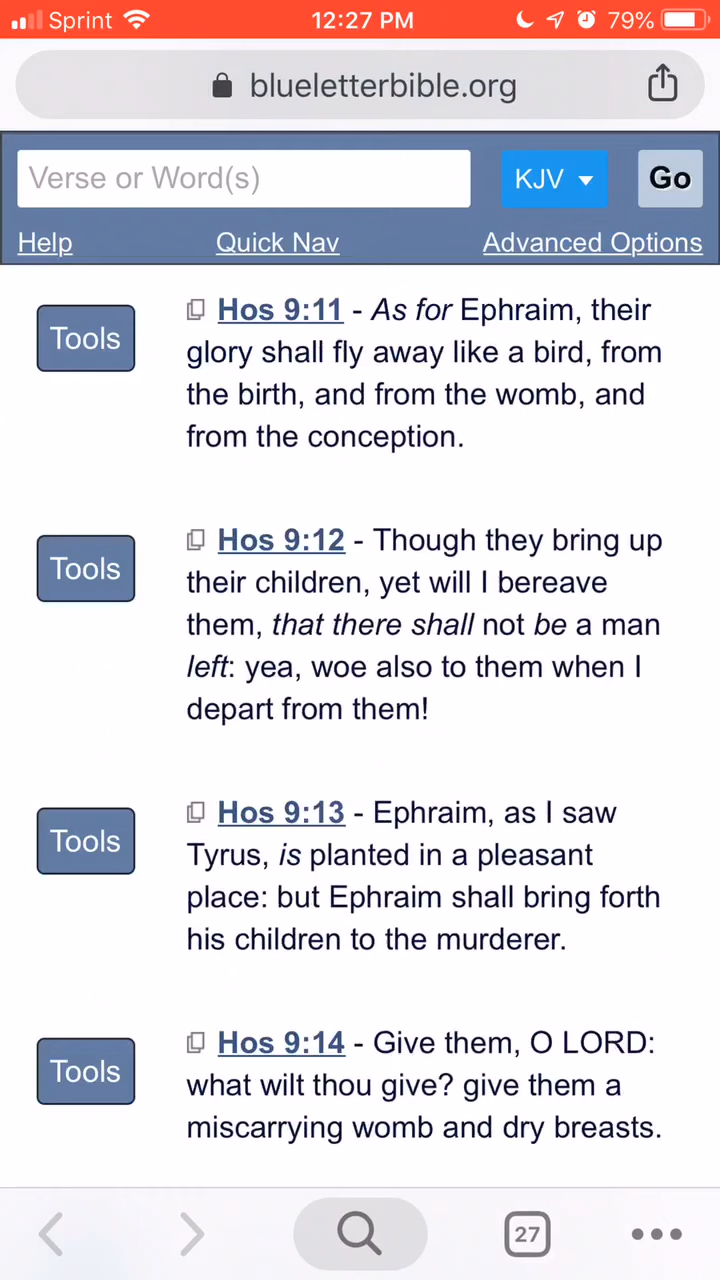 Sprint 12:27 PM 79%
blueletterbible.org
Verse or Word(s) KJV Go
Help Quick Nav Advanced Options
Tools
Hos 9:11 - As for Ephraim, their
glory shall fly away like a bird, from
the birth, and from the womb, and
from the conception.
Tools
Hos 9:12 - Though they bring up
their children, yet will I bereave
them, that there shall not be a man
left: yea, woe also to them when I
depart from them!
Tools
Hos 9:13 - Ephraim, as I saw
Tyrus, is planted in a pleasant
place: but Ephraim shall bring forth
his children to the murderer.
Tools
Hos 9:14 - Give them, O LORD:
what wilt thou give? give them a
miscarrying womb and dry breasts.
27